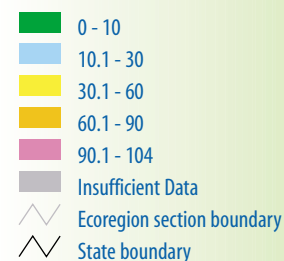 0 - 10
10.1 - 30
30.1 - 60
60.1 - 90
90.1 - 104
Insufficient Data
Ecoregion section boundary
State boundary